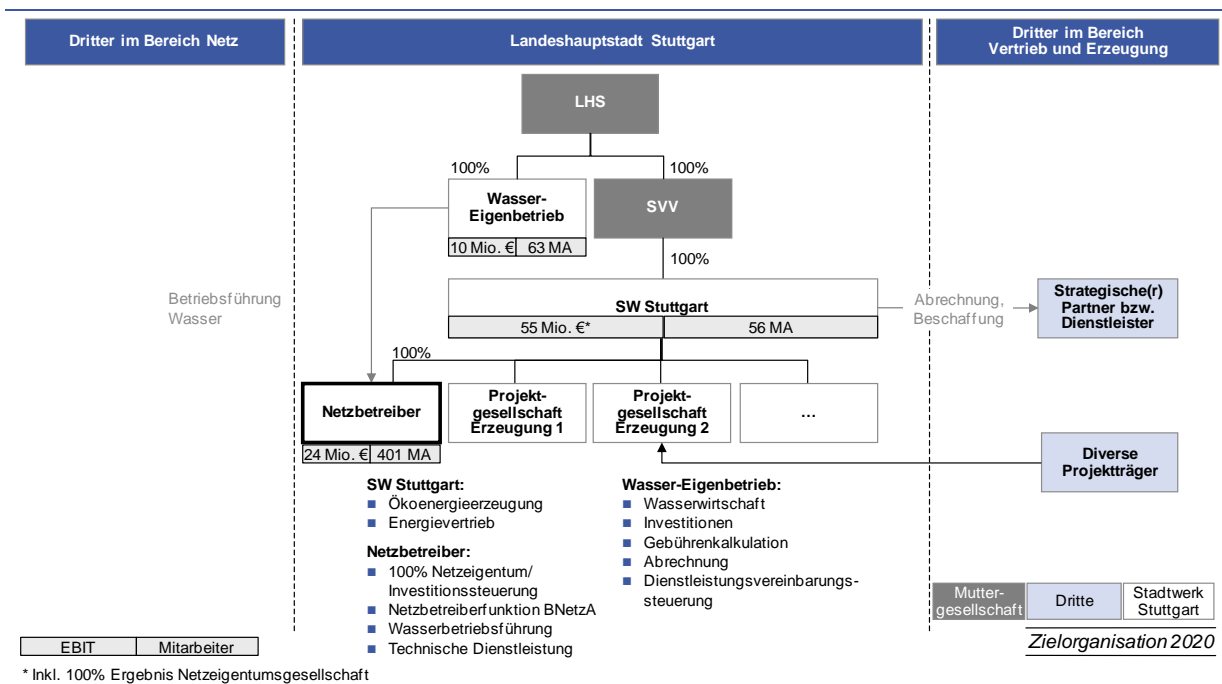 Dritter im Bereich Netz
Landeshauptstadt Stuttgart
Dritter im Bereich
Vertrieb und Erzeugung
LHS
100%
100%
Wasser-
Eigenbetrieb
10 Mio. €
63 MA
SVV
100%
Betriebsführung
Wasser
SW Stuttgart
55 Mio. €*
56 MA
Abrechnung,
Beschaffung
Strategische(r)
Partner bzw.
Dienstleister
100%
Netzbetreiber
24 Mio. €
401 MA
Projekt-
gesellschaft
Erzeugung 1
Projekt-
gesellschaft
Erzeugung 2
...
Diverse
Projektträger
SW Stuttgart:
Ökoenergieerzeugung
Energievertrieb
Netzbetreiber:
100% Netzeigentum/
Investitionssteuerung
Netzbetreiberfunktion BNetzA
Wasserbetriebsführung
Technische Dienstleistung
Wasser-Eigenbetrieb:
Wasserwirtschaft
Investitionen
Gebührenkalkulation
Abrechnung
Dienstleistungsvereinbarungs-
steuerung
Mutter-
gesellschaft
Dritte
Stadtwerk
Stuttgart
EBIT
Mitarbeiter
Zielorganisation 2020
* Inkl. 100% Ergebnis Netzeigentumsgesellschaft